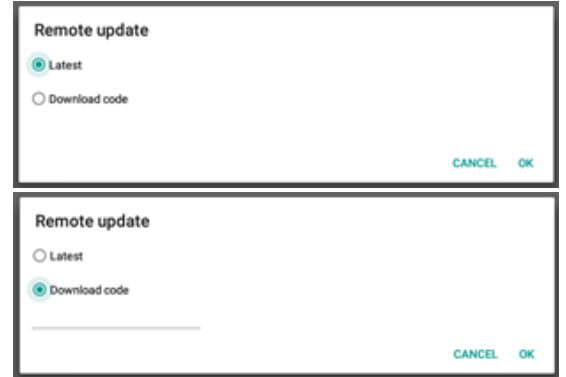 Remote update
Latest
Download code
CANCEL OK
Remote update
Latest
Download code
CANCEL OK